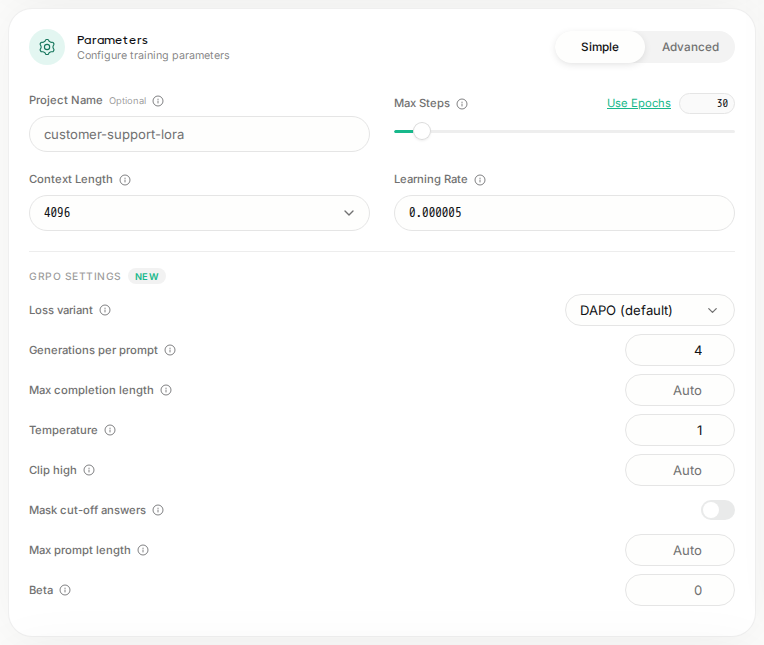 Parameters
Configure training parameters
Simple Advanced
Project Name Optional
customer-support-lora
Max Steps Use Epochs 30
Context Length
4096
Learning Rate
0.000005
GRPO SETTINGS NEW
Loss variant DAPO (default)
Generations per prompt 4
Max completion length Auto
Temperature 1
Clip high Auto
Mask cut-off answers
Max prompt length Auto
Beta 0